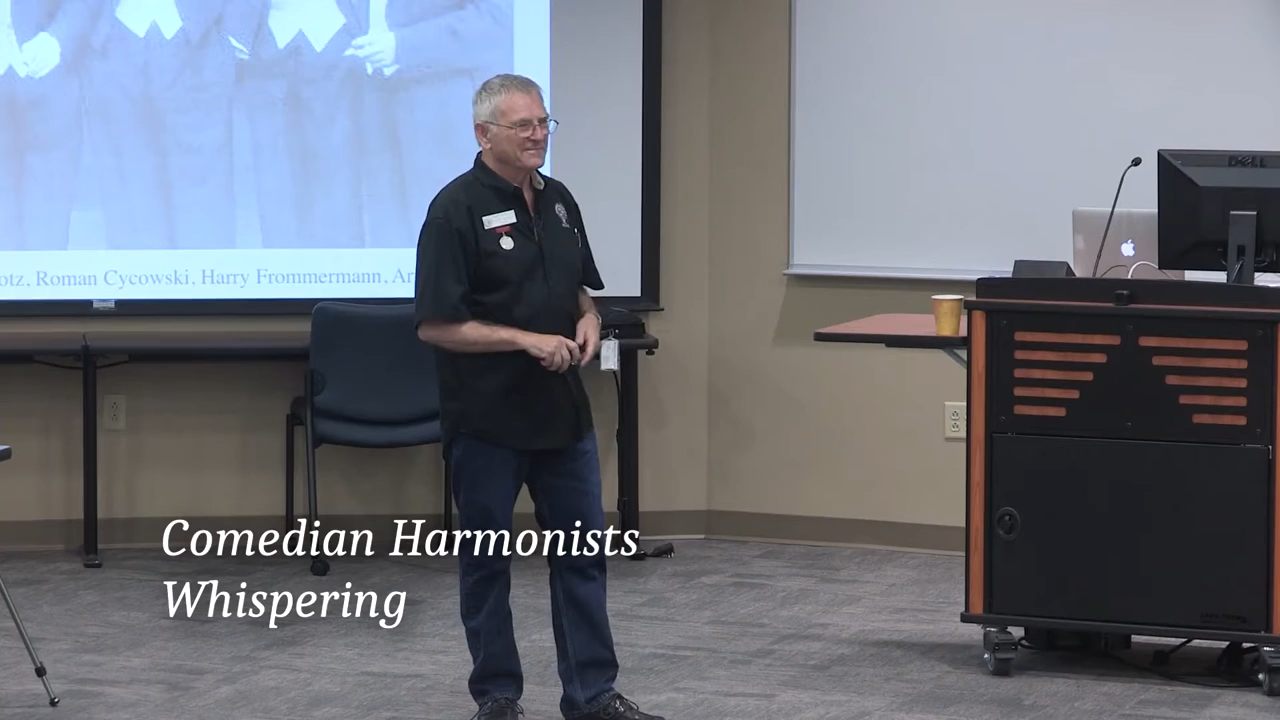 otz, Roman Cycowski, Harry Frommermann, Ar
DELL
Comedian Harmonists
Whispering